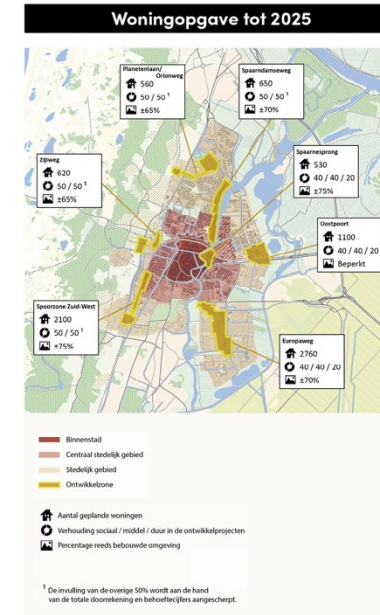 Woningopgave tot 2025
Planetenlaan/
Orionweg
560
50 / 50 ¹
±65%
Spaarndamseweg
650
50 / 50 ¹
±70%
Zijlweg
620
50 / 50 ¹
±65%
Spaarnesprong
530
40 / 40 / 20
±75%
Oostpoort
1100
40 / 40 / 20
Beperkt
Spoorzone Zuid-West
2100
50 / 50 ¹
±75%
Europaweg
2760
40 / 40 / 20
±70%
Binnenstad
Centraal stedelijk gebied
Stedelijk gebied
Ontwikkelzone
Aantal geplande woningen
Verhouding sociaal / middel / duur in de ontwikkelprojecten
Percentage reeds bebouwde omgeving
¹ De invulling van de overige 50% wordt aan de hand
van de totale doorrekening en behoeftecijfers aangescherpt.